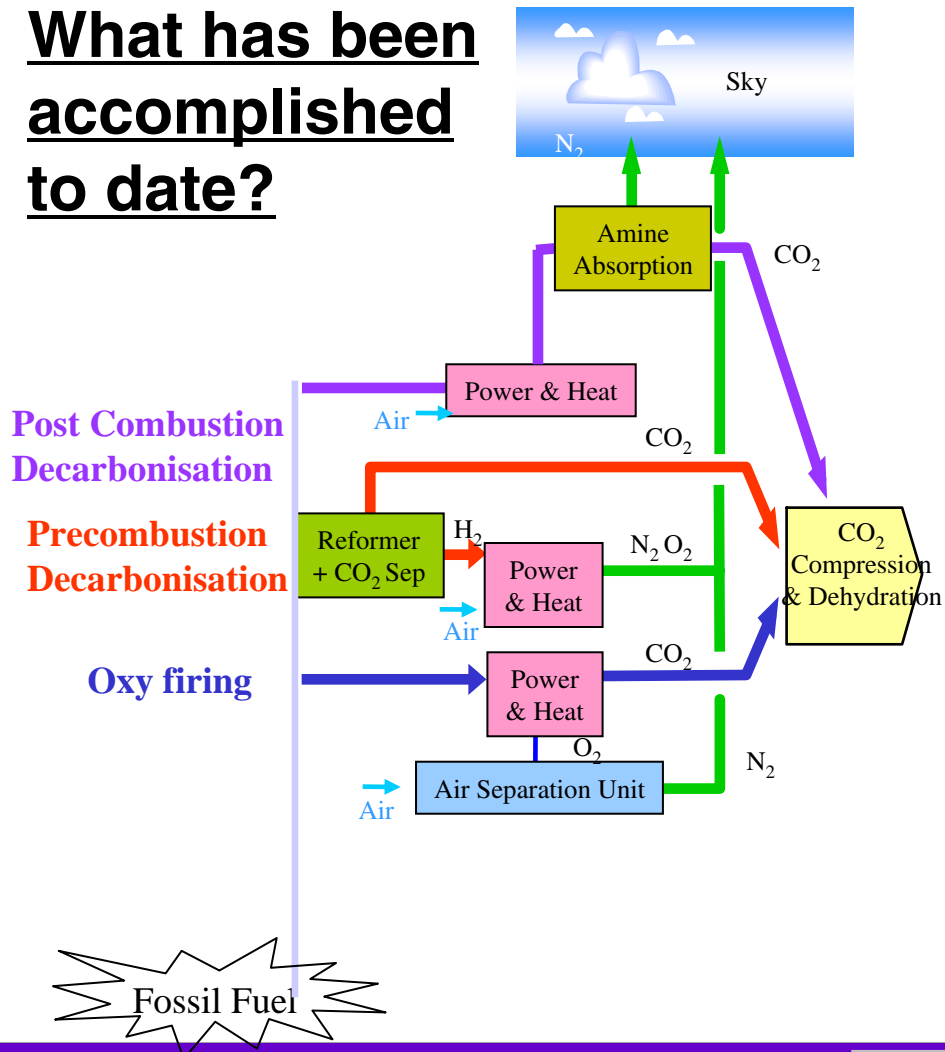 What has been
accomplished
to date?
Sky
N₂
Amine
Absorption
CO₂
Power & Heat
Air
Post Combustion
Decarbonisation
CO₂
Precombustion
Decarbonisation
Reformer
+ CO₂ Sep
H₂
Power
& Heat
Air
N₂ O₂
CO₂
Compression
& Dehydration
Oxy firing
Power
& Heat
CO₂
O₂
Air Separation Unit
Air
N₂
Fossil Fuel